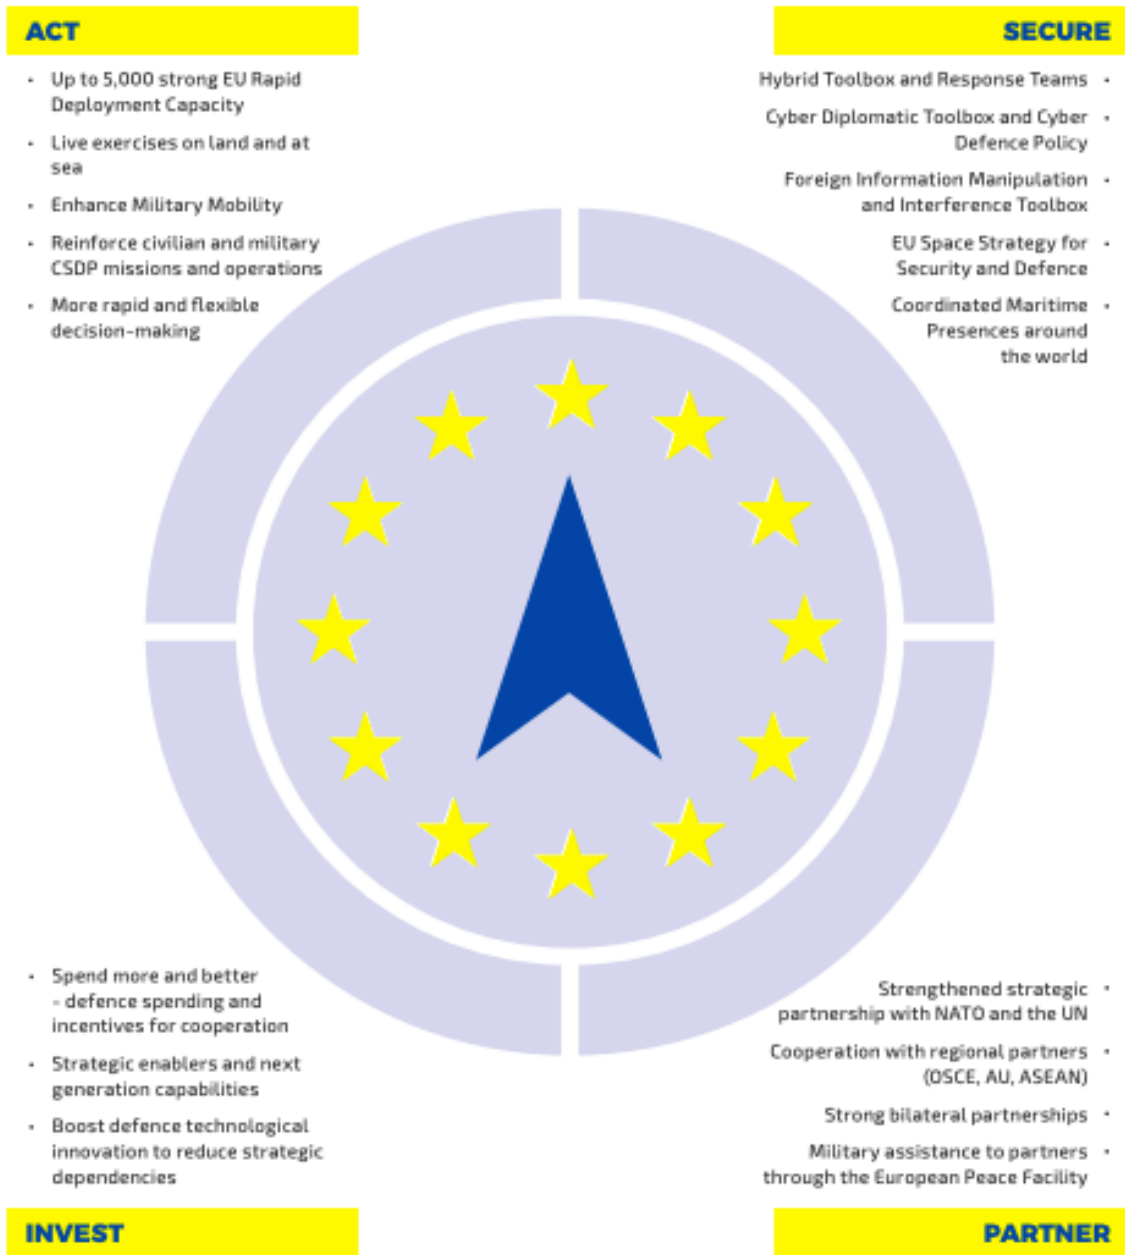 ACT
• Up to 5,000 strong EU Rapid
Deployment Capacity
• Live exercises on land and at
sea
• Enhance Military Mobility
• Reinforce civilian and military
CSDP missions and operations
• More rapid and flexible
decision-making
SECURE
Hybrid Toolbox and Response Teams •
Cyber Diplomatic Toolbox and Cyber •
Defence Policy
Foreign Information Manipulation •
and Interference Toolbox
EU Space Strategy for •
Security and Defence
Coordinated Maritime •
Presences around
the world
• Spend more and better
- defence spending and
incentives for cooperation
• Strategic enablers and next
generation capabilities
• Boost defence technological
innovation to reduce strategic
dependencies
INVEST
Strengthened strategic •
partnership with NATO and the UN
Cooperation with regional partners •
(OSCE, AU, ASEAN)
Strong bilateral partnerships •
Military assistance to partners •
through the European Peace Facility
PARTNER